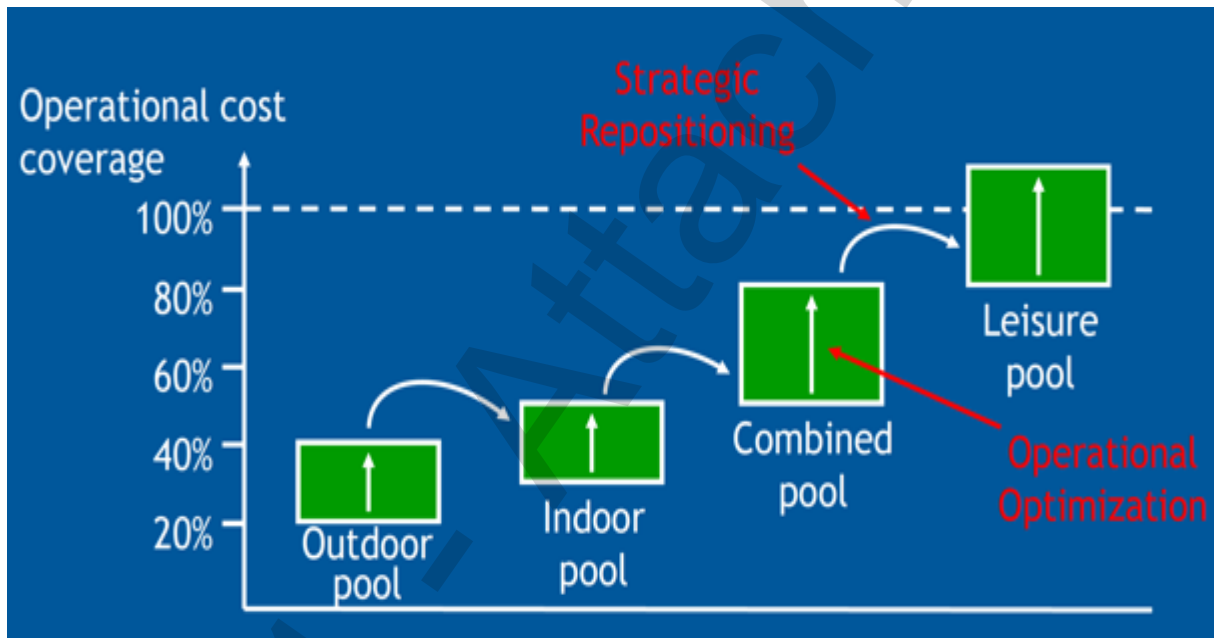 Strategic
Repositioning
Operational cost
coverage
100%
80%
60%
40%
20%
Outdoor
pool
Indoor
pool
Combined
pool
Leisure
pool
Operational
Optimization
- Attach